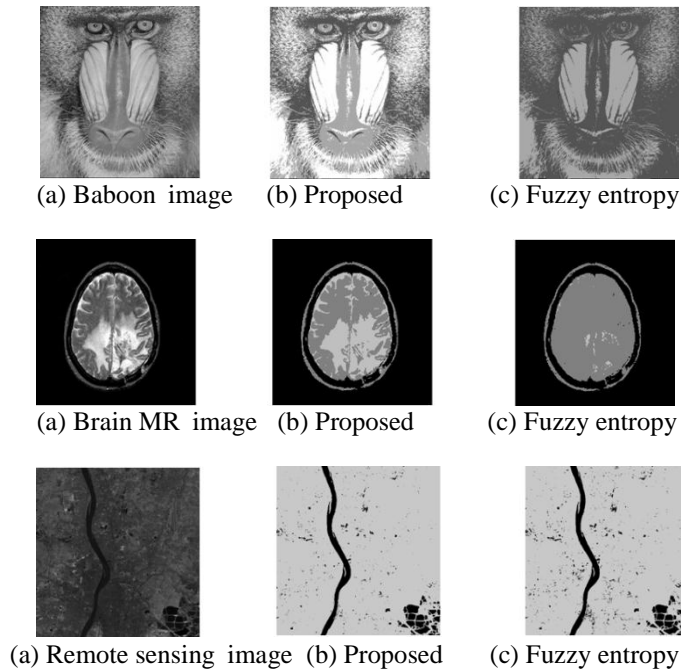 (a) Baboon image (b) Proposed (c) Fuzzy entropy
(a) Brain MR image (b) Proposed (c) Fuzzy entropy
(a) Remote sensing image (b) Proposed (c) Fuzzy entropy